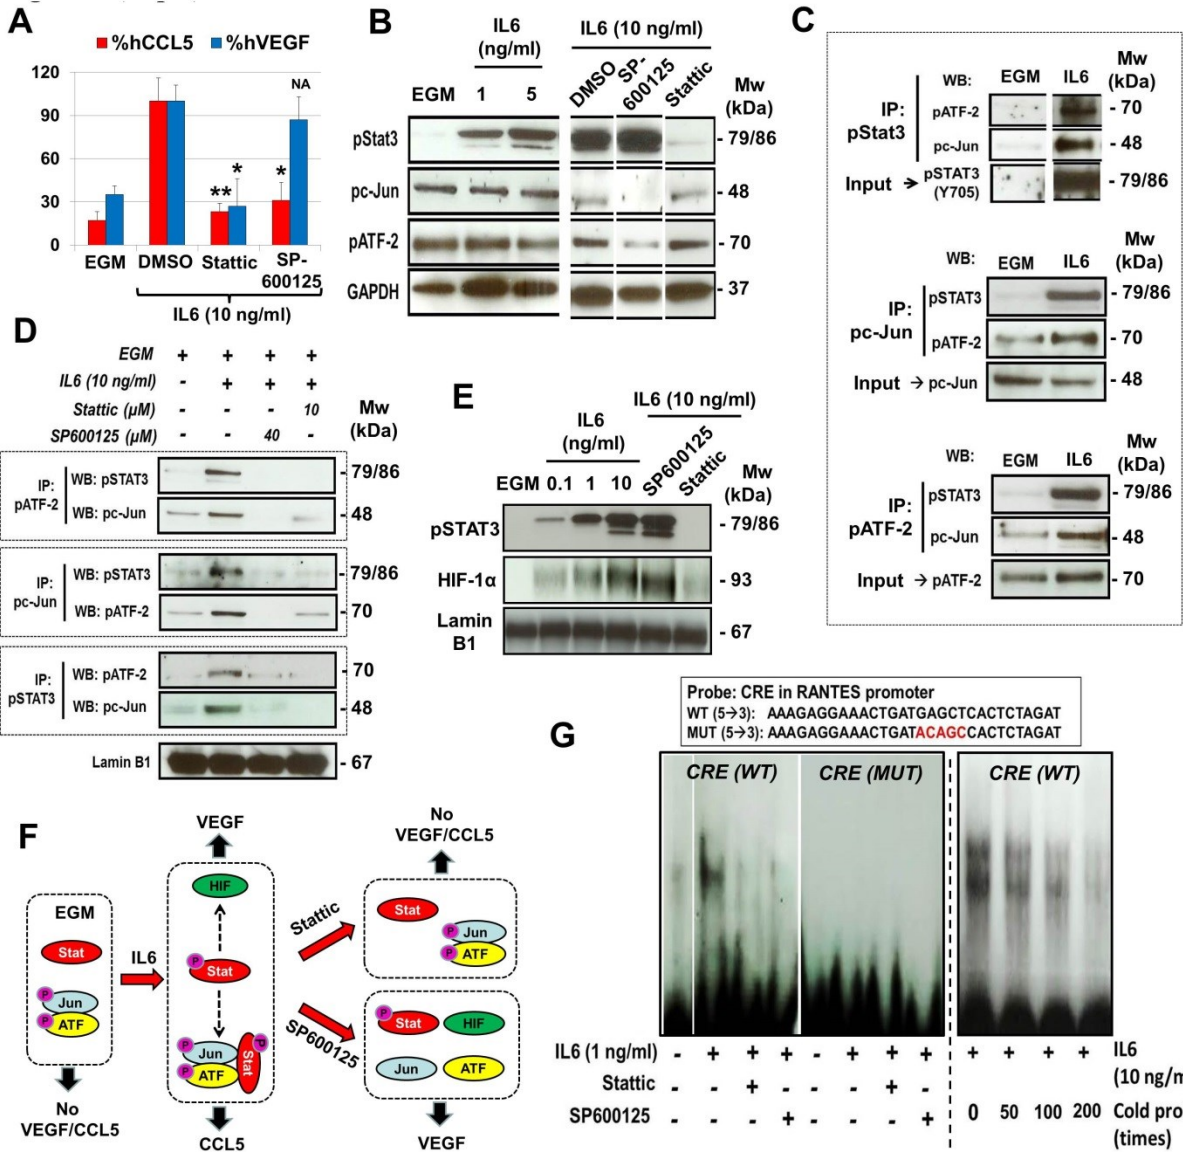 A
%hCCL5 %hVEGF
120
90
60
30
0
** * * NA
EGM DMSO Stattic SP-
600125
IL6 (10 ng/ml)
B
IL6
(ng/ml)
IL6 (10 ng/ml)
EGM 1 5 DMSO SP-
600125 Stattic
Mw
(kDa)
pStat3 - 79/86
pc-Jun - 48
pATF-2 - 70
GAPDH - 37
C
WB: EGM IL6 Mw
(kDa)
IP:
pStat3
pATF-2 - 70
pc-Jun - 48
Input → pSTAT3
(Y705) - 79/86
WB: EGM IL6 Mw
(kDa)
IP:
pc-Jun
pSTAT3 - 79/86
pATF-2 - 70
Input → pc-Jun - 48
WB: EGM IL6 Mw
(kDa)
IP:
pATF-2
pSTAT3 - 79/86
pc-Jun - 48
Input → pATF-2 - 70
D
EGM + + + +
IL6 (10 ng/ml) - + + +
Stattic (µM) - - - 10
SP600125 (µM) - - 40 -
Mw
(kDa)
IP:
pATF-2
WB: pSTAT3 - 79/86
WB: pc-Jun - 48
IP:
pc-Jun
WB: pSTAT3 - 79/86
WB: pATF-2 - 70
IP:
pSTAT3
WB: pATF-2 - 70
WB: pc-Jun - 48
Lamin B1 - 67
E
IL6 (10 ng/ml)
IL6
(ng/ml)
EGM 0.1 1 10 SP600125 Stattic
Mw
(kDa)
pSTAT3 - 79/86
HIF-1α - 93
Lamin
B1 - 67
F
EGM
Stat
P Jun
P ATF
No
VEGF/CCL5
IL6
VEGF
HIF
P Stat
P Jun
P ATF
P Stat
CCL5
Stattic
No
VEGF/CCL5
Stat
P Jun
P ATF
SP600125
P Stat HIF
Jun ATF
VEGF
G
Probe: CRE in RANTES promoter
WT (5→3): AAAGAGGAAACTGATGAGCTCACTCTAGAT
MUT (5→3): AAAGAGGAAACTGATACAGCCACTCTAGAT
CRE (WT) CRE (MUT) CRE (WT)
IL6 (1 ng/ml) - + + + - + + +
Stattic - - + - - - + -
SP600125 - - - + - - - +
+ + + + IL6
(10 ng/m
0 50 100 200 Cold pro
(times)